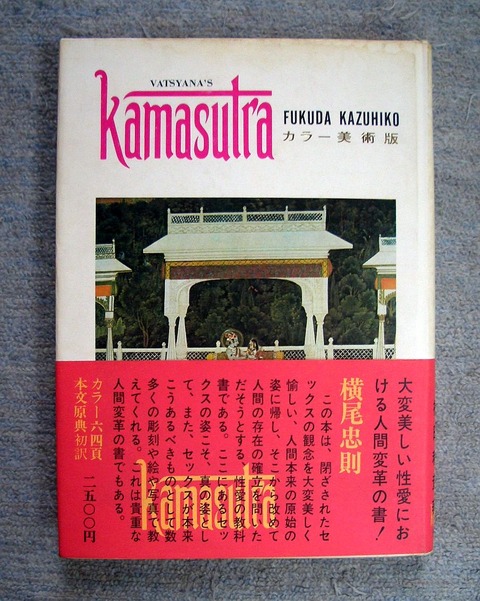 VATSYANA'S
kamasutra
FUKUDA KAZUHIKO
カラー美術版
大変美しい性愛にお
ける人間変革の書！
横尾忠則
この本は、閉ざされたセ
ックスの観念を大変美しく
愉しい、人間本来の原始の
姿に帰し、そこから改めて
人間の存在の確立を問いた
だそうとする、性愛の教科
書である。ここにあるセッ
クスの姿こそ、真の姿とし
て、また、セックスが本来
こうあるべきものとして数
多くの彫刻や絵や写真で教
えてくれる。これは貴重な
人間変革の書でもある。
カラー六四頁
本文原典初訳
二五〇〇円